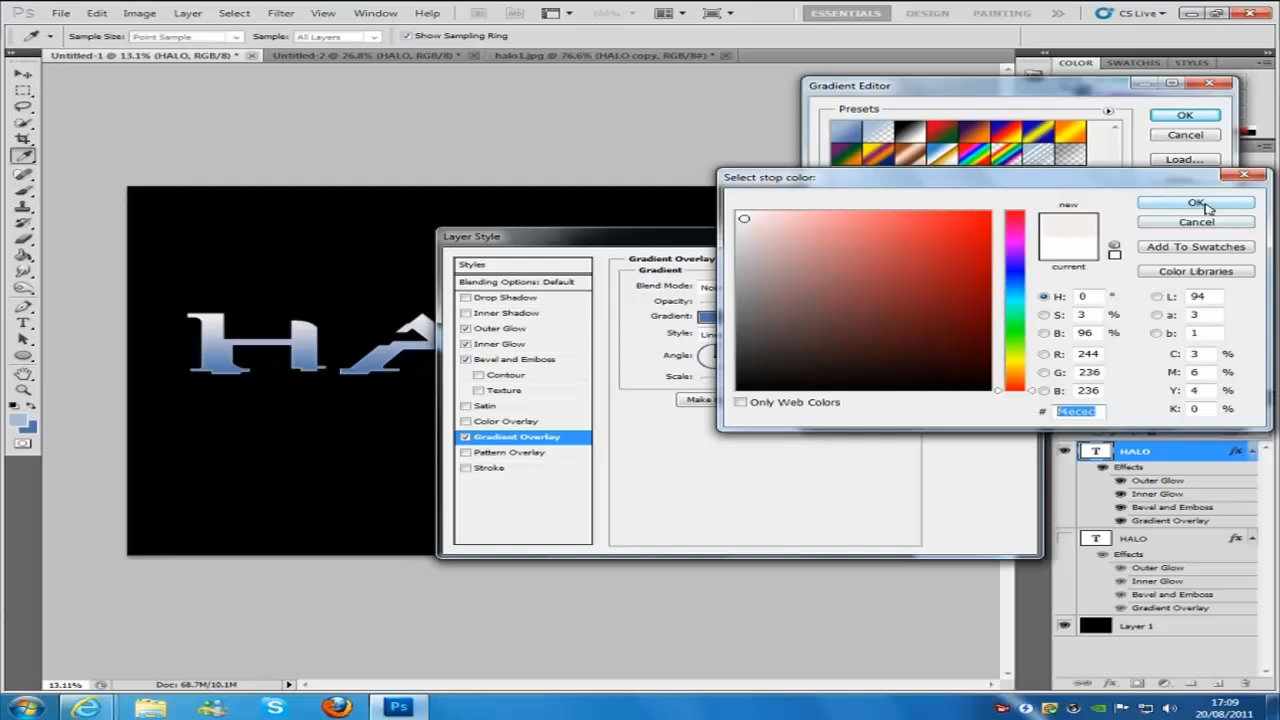 Ps File Edit Image Layer Select Filter View Window Help Mb 100% ESSENTIALS DESIGN PAINTING CS Live
Sample Size: Point Sample Sample: All Layers Show Sampling Ring
Untitled-1 @ 13.1% (HALO, RGB/8) * Untitled-2 @ 26.8% (HALO, RGB/8) * halo1.jpg @ 76.6% (HALO copy, RGB/8#) * COLOR SWATCHES STYLES
Gradient Editor
Presets
OK
Cancel
Load...
Select stop color:
new
current
OK
Cancel
Add To Swatches
Color Libraries
H: 0 ° L: 94
S: 3 % a: 3
B: 96 % b: 1
R: 244 C: 3 %
G: 236 M: 6 %
B: 236 Y: 4 %
Only Web Colors # f4ecec K: 0 %
HA
Layer Style
Styles
Blending Options: Default
Drop Shadow
Inner Shadow
Outer Glow
Inner Glow
Bevel and Emboss
Contour
Texture
Satin
Color Overlay
Gradient Overlay
Pattern Overlay
Stroke
Gradient Overlay
Gradient
Blend Mode:
Opacity:
Gradient:
Style:
Angle:
Scale:
Make
T HALO fx
Effects
Outer Glow
Inner Glow
Bevel and Emboss
Gradient Overlay
T HALO fx
Effects
Outer Glow
Inner Glow
Bevel and Emboss
Gradient Overlay
Layer 1
13.11% Doc: 68.7M/10.1M
Ps
17:09
20/08/2011